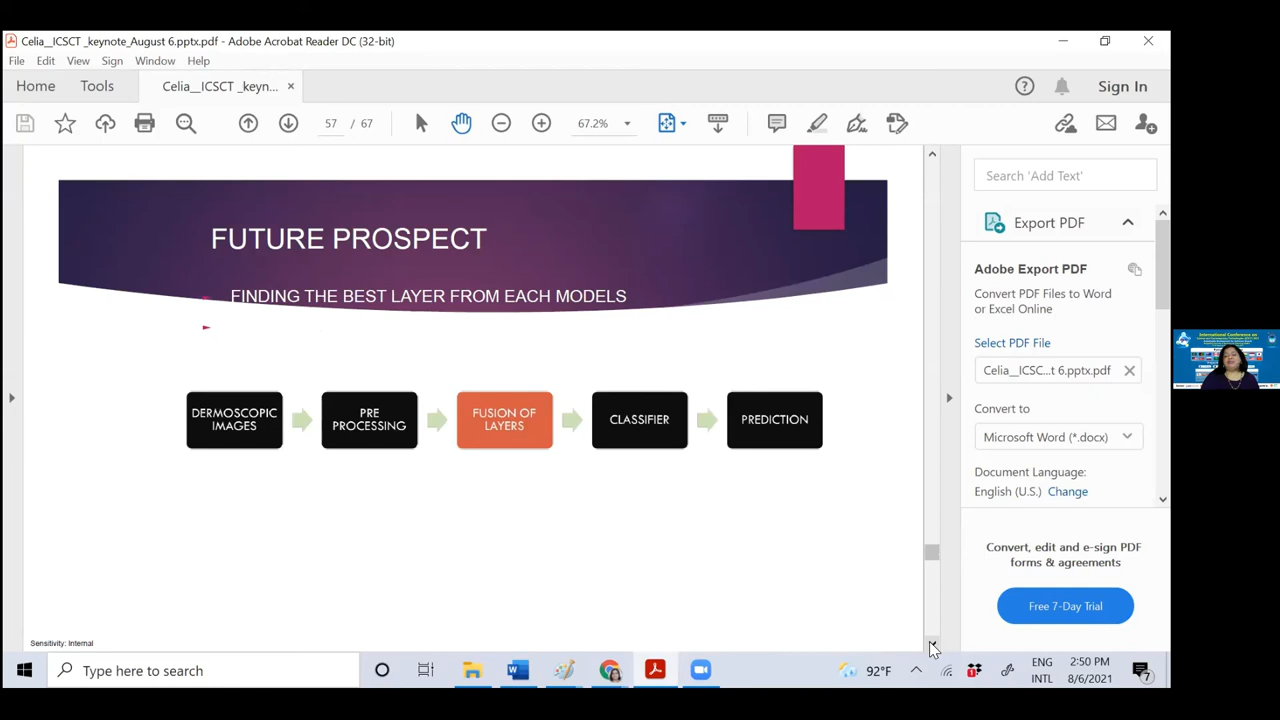 Celia__ICSCT _keynote_August 6.pptx.pdf - Adobe Acrobat Reader DC (32-bit)
File Edit View Sign Window Help
Home Tools Celia__ICSCT _keyn... × Sign In
57 / 67 67.2%
Search 'Add Text'
Export PDF
Adobe Export PDF
Convert PDF Files to Word
or Excel Online
Select PDF File
Celia__ICSC...t 6.pptx.pdf
Convert to
Microsoft Word (*.docx)
Document Language:
English (U.S.) Change
Convert, edit and e-sign PDF
forms & agreements
Free 7-Day Trial
FUTURE PROSPECT
FINDING THE BEST LAYER FROM EACH MODELS
DERMOSCOPIC
IMAGES
PRE
PROCESSING
FUSION OF
LAYERS
CLASSIFIER
PREDICTION
Sensitivity: Internal
International Conference on
Type here to search
92°F
ENG
INTL
2:50 PM
8/6/2021
7